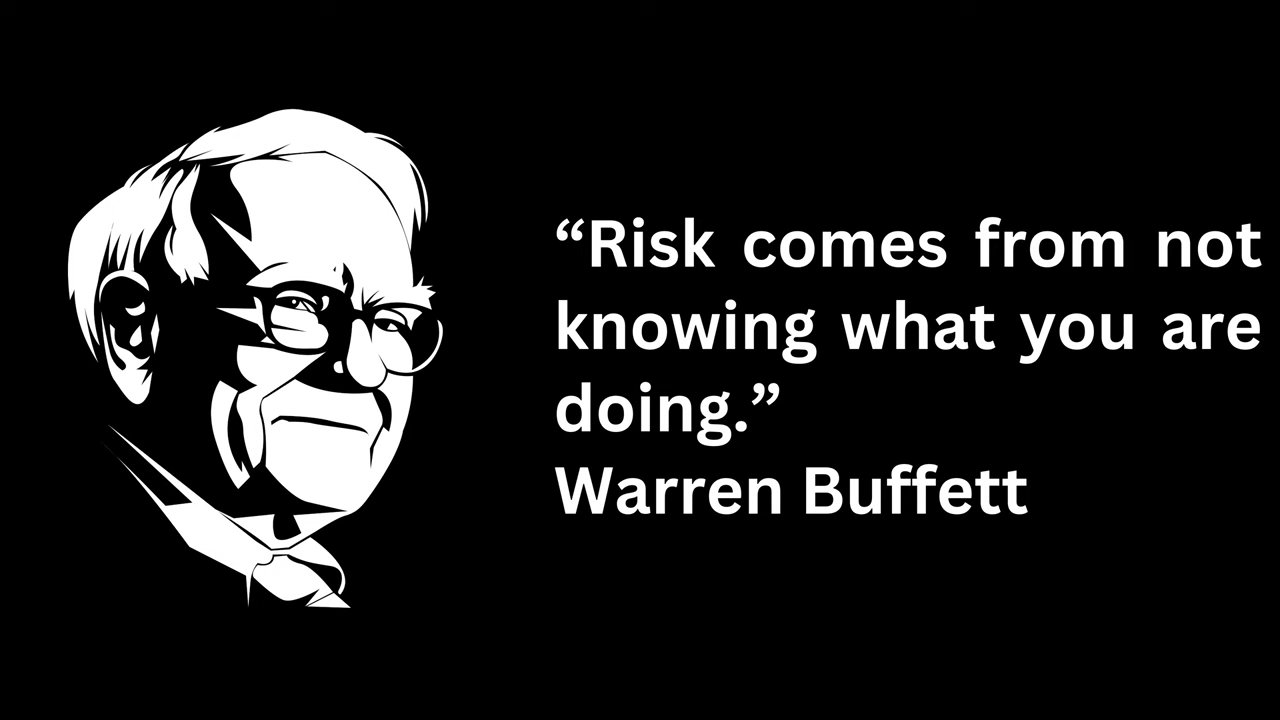 “Risk comes from not
knowing what you are
doing.”
Warren Buffett